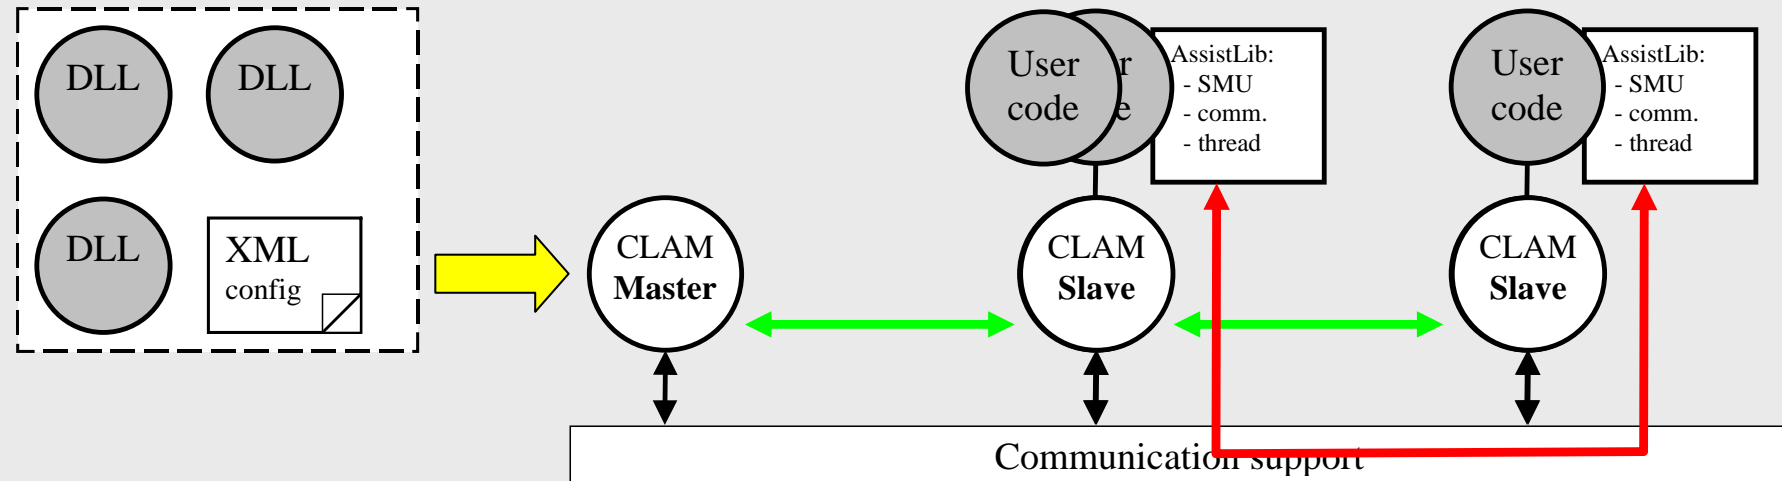 DLL
DLL
DLL
XML
config
CLAM
Master
User
code
r
e
AssistLib:
- SMU
- comm.
- thread
CLAM
Slave
User
code
AssistLib:
- SMU
- comm.
- thread
CLAM
Slave
Communication support